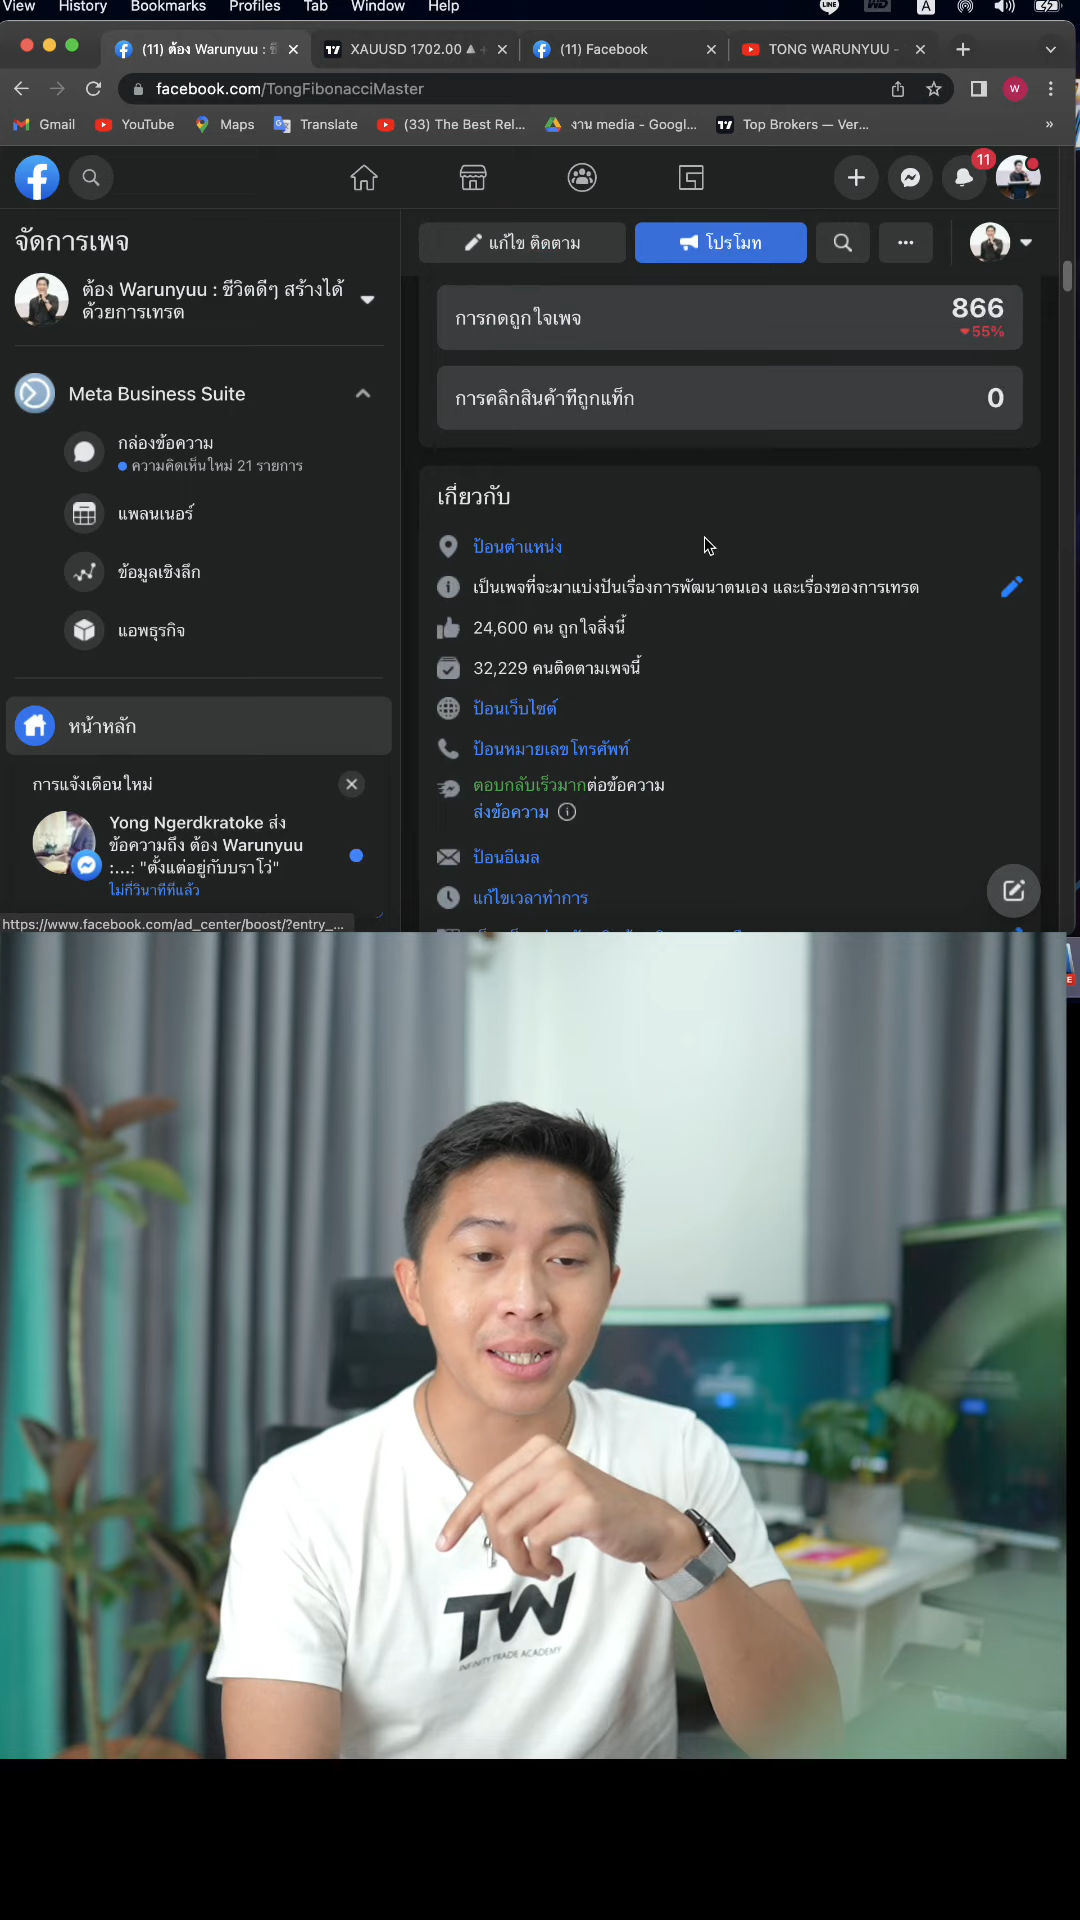 View History Bookmarks Profiles Tab Window Help
LINE A
(11) ต้อง Warunyuu : XAUUSD 1702.00 (11) Facebook TONG WARUNYUU -
facebook.com/TongFibonacciMaster
W
Gmail YouTube Maps Translate (33) The Best Rel... งาน media - Googl... Top Brokers — Ver...
11
จัดการเพจ
ต้อง Warunyuu : ชีวิตดีๆ สร้างได้
ด้วยการเทรด
Meta Business Suite
กล่องข้อความ
ความคิดเห็นใหม่ 21 รายการ
แพลนเนอร์
ข้อมูลเชิงลึก
แอพธุรกิจ
หน้าหลัก
การแจ้งเตือนใหม่
Yong Ngerdkratoke ส่ง
ข้อความถึง ต้อง Warunyuu
:...: "ตั้งแต่อยู่กับบราโว่"
ไม่กี่วินาทีที่แล้ว
https://www.facebook.com/ad_center/boost/?entry_...
แก้ไข ติดตาม
โปรโมท
การกดถูกใจเพจ
866
55%
การคลิกสินค้าที่ถูกแท็ก
0
เกี่ยวกับ
ป้อนตำแหน่ง
เป็นเพจที่จะมาแบ่งปันเรื่องการพัฒนาตนเอง และเรื่องของการเทรด
24,600 คน ถูกใจสิ่งนี้
32,229 คนติดตามเพจนี้
ป้อนเว็บไซต์
ป้อนหมายเลขโทรศัพท์
ตอบกลับเร็วมากต่อข้อความ
ส่งข้อความ
ป้อนอีเมล
แก้ไขเวลาทำการ
TW
INFINITY TRADE ACADEMY